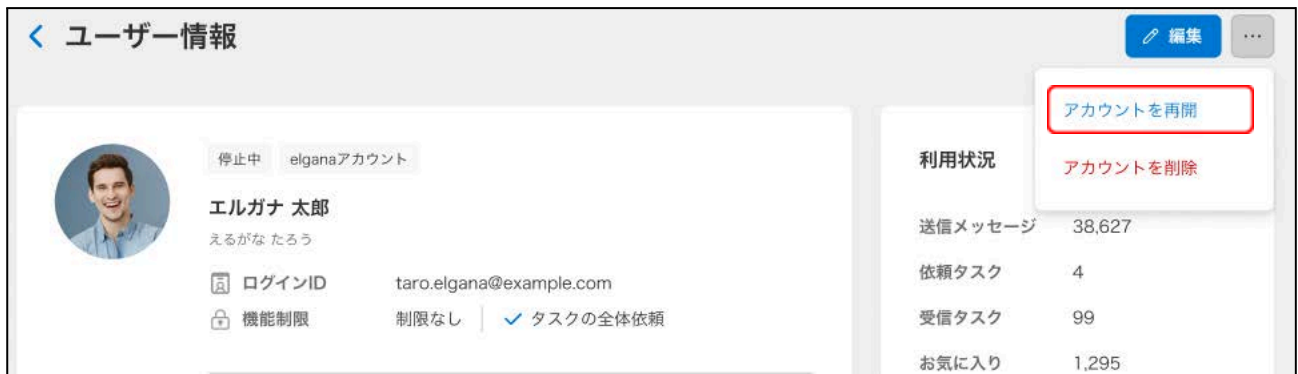 ユーザー情報
編集
…
アカウントを再開
アカウントを削除
停止中 elganaアカウント
エルガナ 太郎
えるがな たろう
ログインID taro.elgana@example.com
機能制限 制限なし タスクの全体依頼
利用状況
送信メッセージ 38,627
依頼タスク 4
受信タスク 99
お気に入り 1,295